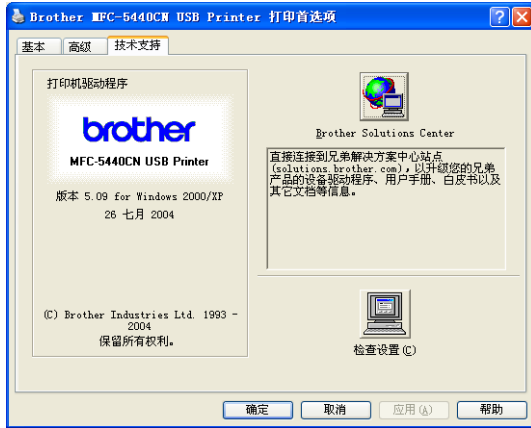 Brother MFC-5440CN USB Printer 打印首选项
基本 高级 技术支持
打印机驱动程序
brother
MFC-5440CN USB Printer
版本 5.09 for Windows 2000/XP
26 七月 2004
(C) Brother Industries Ltd. 1993 -
2004
保留所有权利。
Brother Solutions Center
直接连接到兄弟解决方案中心站点
(solutions.brother.com)，以升级您的兄弟
产品的设备驱动程序、用户手册、白皮书以及
其它文档等信息。
检查设置(C)
确定 取消 应用(A) 帮助